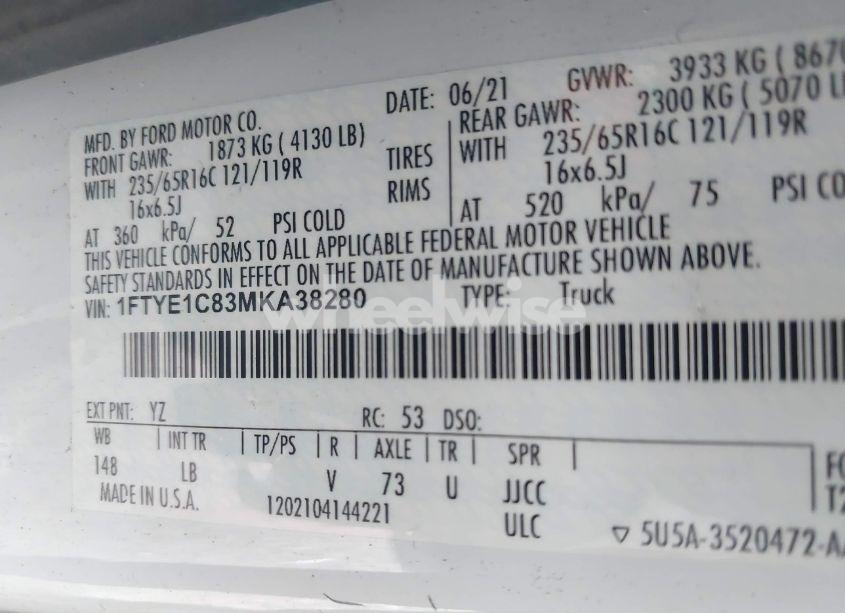 MFD. BY FORD MOTOR CO.
DATE: 06/21
GVWR: 3933 KG ( 8670
FRONT GAWR: 1873 KG ( 4130 LB)
REAR GAWR: 2300 KG ( 5070 L
WITH 235/65R16C 121/119R
TIRES
WITH 235/65R16C 121/119R
16x6.5J
RIMS
16x6.5J
AT 360 kPa/ 52 PSI COLD
AT 520 kPa/ 75 PSI CO
THIS VEHICLE CONFORMS TO ALL APPLICABLE FEDERAL MOTOR VEHICLE
SAFETY STANDARDS IN EFFECT ON THE DATE OF MANUFACTURE SHOWN ABOVE.
VIN: 1FTYE1C83MKA38280
TYPE: Truck
wheelwise
EXT PNT: YZ
RC: 53 DSO:
WB | INT TR | TP/PS | R | AXLE | TR | SPR |
148 LB V 73 U JJCC
MADE IN U.S.A.
1202104144221
ULC
5U5A-3520472-A